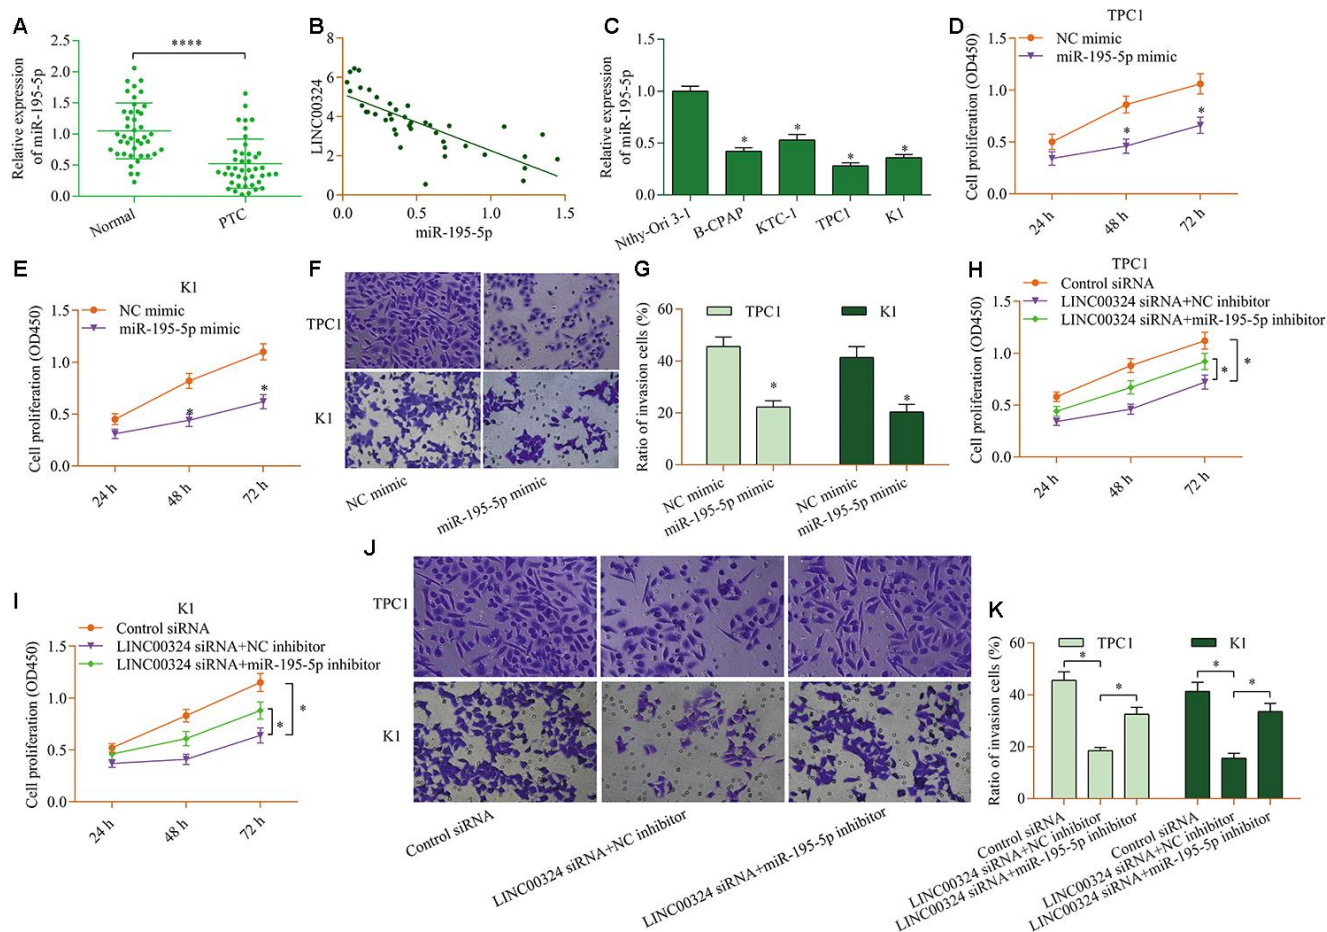 A
Relative expression
of miR-195-5p
2.5
2.0
1.5
1.0
0.5
0.0
****
Normal
PTC
B
LINC00324
8
6
4
2
0
0.0
0.5
1.0
1.5
miR-195-5p
C
Relative expression
of miR-195-5p
1.5
1.0
0.5
0.0
*
*
*
*
Nthy-Ori 3-1
B-CPAP
KTC-1
TPC1
K1
D
TPC1
NC mimic
miR-195-5p mimic
Cell proliferation (OD450)
1.5
1.0
0.5
0.0
*
*
24 h
48 h
72 h
E
K1
NC mimic
miR-195-5p mimic
Cell proliferation (OD450)
1.5
1.0
0.5
0.0
*
*
24 h
48 h
72 h
F
TPC1
K1
NC mimic
miR-195-5p mimic
G
TPC1
K1
Ratio of invasion cells (%)
60
40
20
0
*
*
NC mimic
miR-195-5p mimic
NC mimic
miR-195-5p mimic
H
TPC1
Control siRNA
LINC00324 siRNA+NC inhibitor
LINC00324 siRNA+miR-195-5p inhibitor
Cell proliferation (OD450)
1.5
1.0
0.5
0.0
*
*
24 h
48 h
72 h
I
K1
Control siRNA
LINC00324 siRNA+NC inhibitor
LINC00324 siRNA+miR-195-5p inhibitor
Cell proliferation (OD450)
1.5
1.0
0.5
0.0
*
*
24 h
48 h
72 h
J
TPC1
K1
Control siRNA
LINC00324 siRNA+NC inhibitor
LINC00324 siRNA+miR-195-5p inhibitor
K
TPC1
K1
Ratio of invasion cells (%)
60
40
20
0
*
*
*
*
Control siRNA
LINC00324 siRNA+NC inhibitor
LINC00324 siRNA+miR-195-5p inhibitor
Control siRNA
LINC00324 siRNA+NC inhibitor
LINC00324 siRNA+miR-195-5p inhibitor